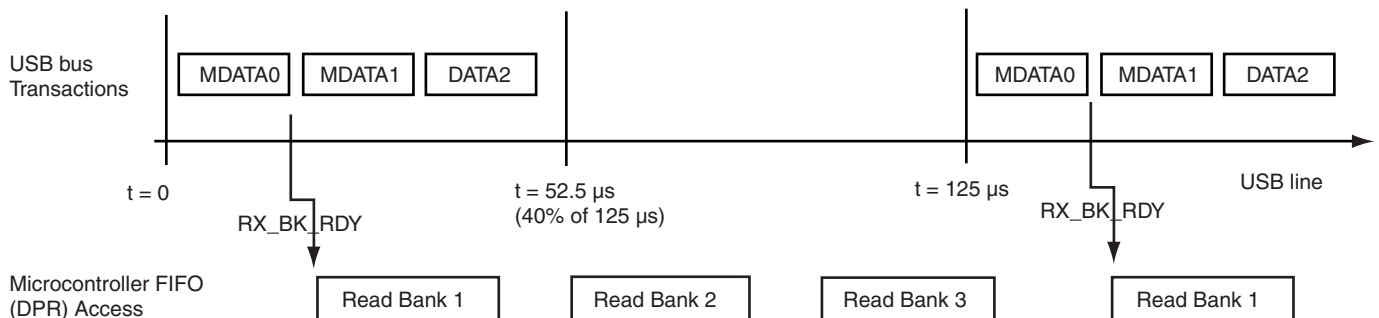 USB bus
Transactions
MDATA0 MDATA1 DATA2 MDATA0 MDATA1 DATA2
t = 0
t = 52.5 µs
(40% of 125 µs)
t = 125 µs
USB line
RX_BK_RDY
RX_BK_RDY
Microcontroller FIFO
(DPR) Access
Read Bank 1 Read Bank 2 Read Bank 3 Read Bank 1